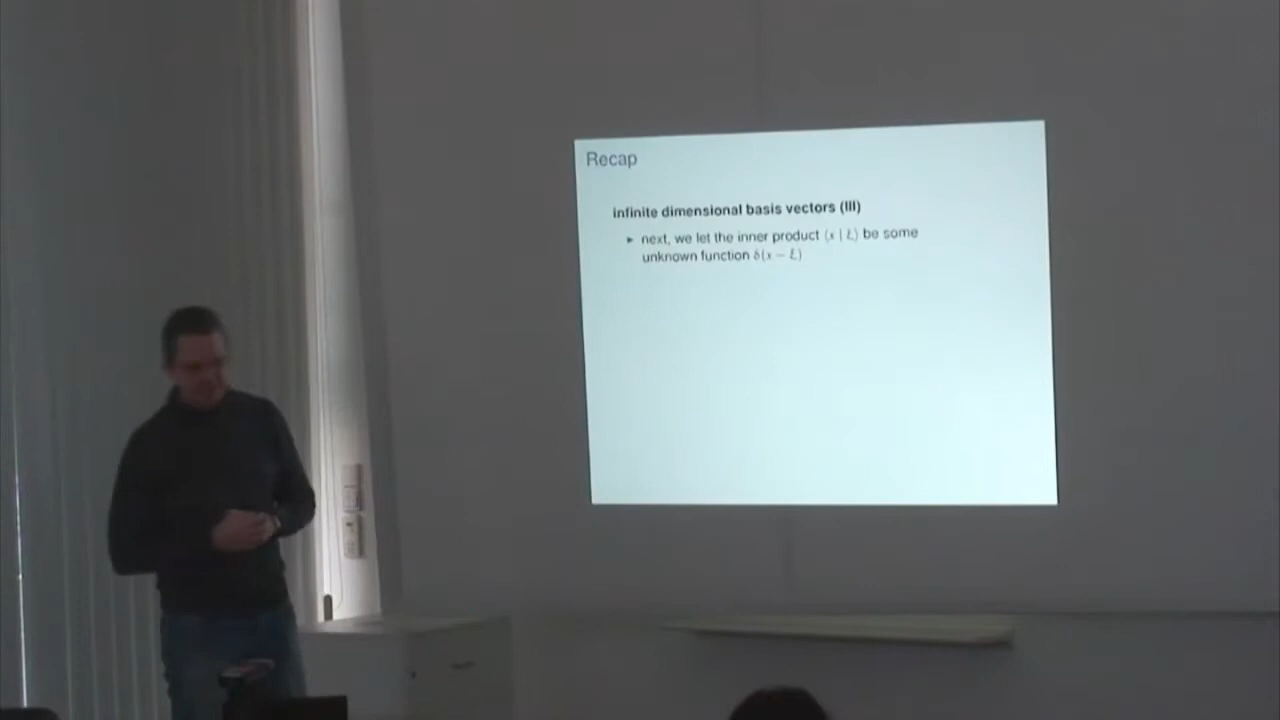 Recap
infinite dimensional basis vectors (III)
► next, we let the inner product ⟨x | ξ⟩ be some
unknown function δ(x − ξ)